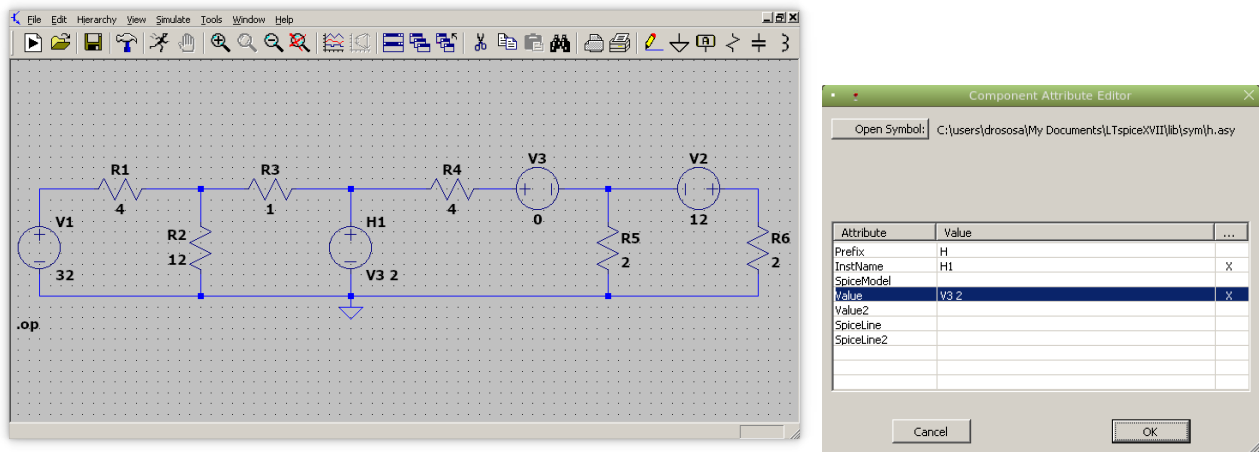 File Edit Hierarchy View Simulate Tools Window Help
R1
4
R3
1
R4
4
V3
0
V2
12
V1
32
R2
12
H1
V3 2
R5
2
R6
2
.op
Component Attribute Editor
Open Symbol: C:\users\drososa\My Documents\LTspiceXVII\lib\sym\h.asy
Attribute Value ...
Prefix H
InstName H1 X
SpiceModel
Value V3 2 X
Value2
SpiceLine
SpiceLine2
Cancel OK